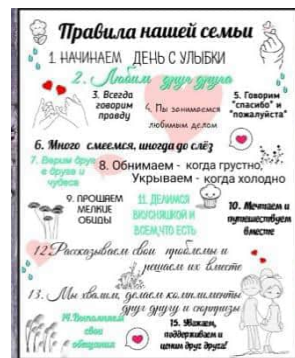 Правила нашей семьи
1. НАЧИНАЕМ ДЕНЬ С УЛЫБКИ
2. Любим друг друга
3. Всегда
говорим
правду
4. Мы занимаемся
любимым делом
5. Говорим
"спасибо" и
"пожалуйста"
6. Много смеемся, иногда до слёз
7. Верим друг
в друга и
чудеса
8. Обнимаем - когда грустно,
Укрываем - когда холодно
9. ПРОЩАЕМ
МЕЛКИЕ
ОБИДЫ
11. ДЕЛИМСЯ
ВКУСНЯШКОЙ И
ВСЕМ,ЧТО ЕСТЬ
10. Мечтаем и
путешествуем
вместе
12.Рассказываем свои проблемы и
решаем их вместе
13. Мы хвалим, делаем комплименты
друг другу и сюрпризы
14.Выполняем
свои
обещания
15. Уважаем,
поддерживаем и
ценим друг друга!